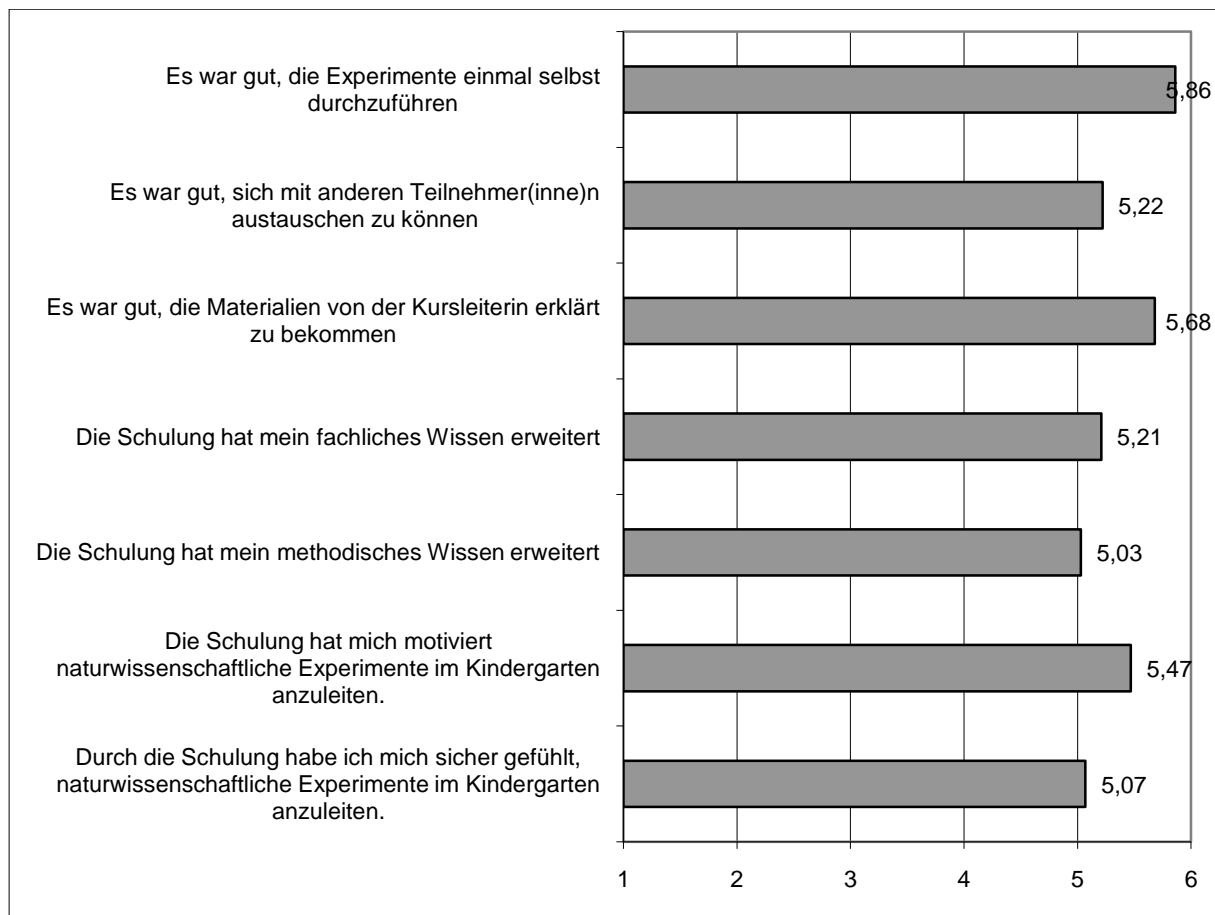 Es war gut, die Experimente einmal selbst
durchzuführen
5,86
Es war gut, sich mit anderen Teilnehmer(inne)n
austauschen zu können
5,22
Es war gut, die Materialien von der Kursleiterin erklärt
zu bekommen
5,68
Die Schulung hat mein fachliches Wissen erweitert
5,21
Die Schulung hat mein methodisches Wissen erweitert
5,03
Die Schulung hat mich motiviert
naturwissenschaftliche Experimente im Kindergarten
anzuleiten.
5,47
Durch die Schulung habe ich mich sicher gefühlt,
naturwissenschaftliche Experimente im Kindergarten
anzuleiten.
5,07
1 2 3 4 5 6